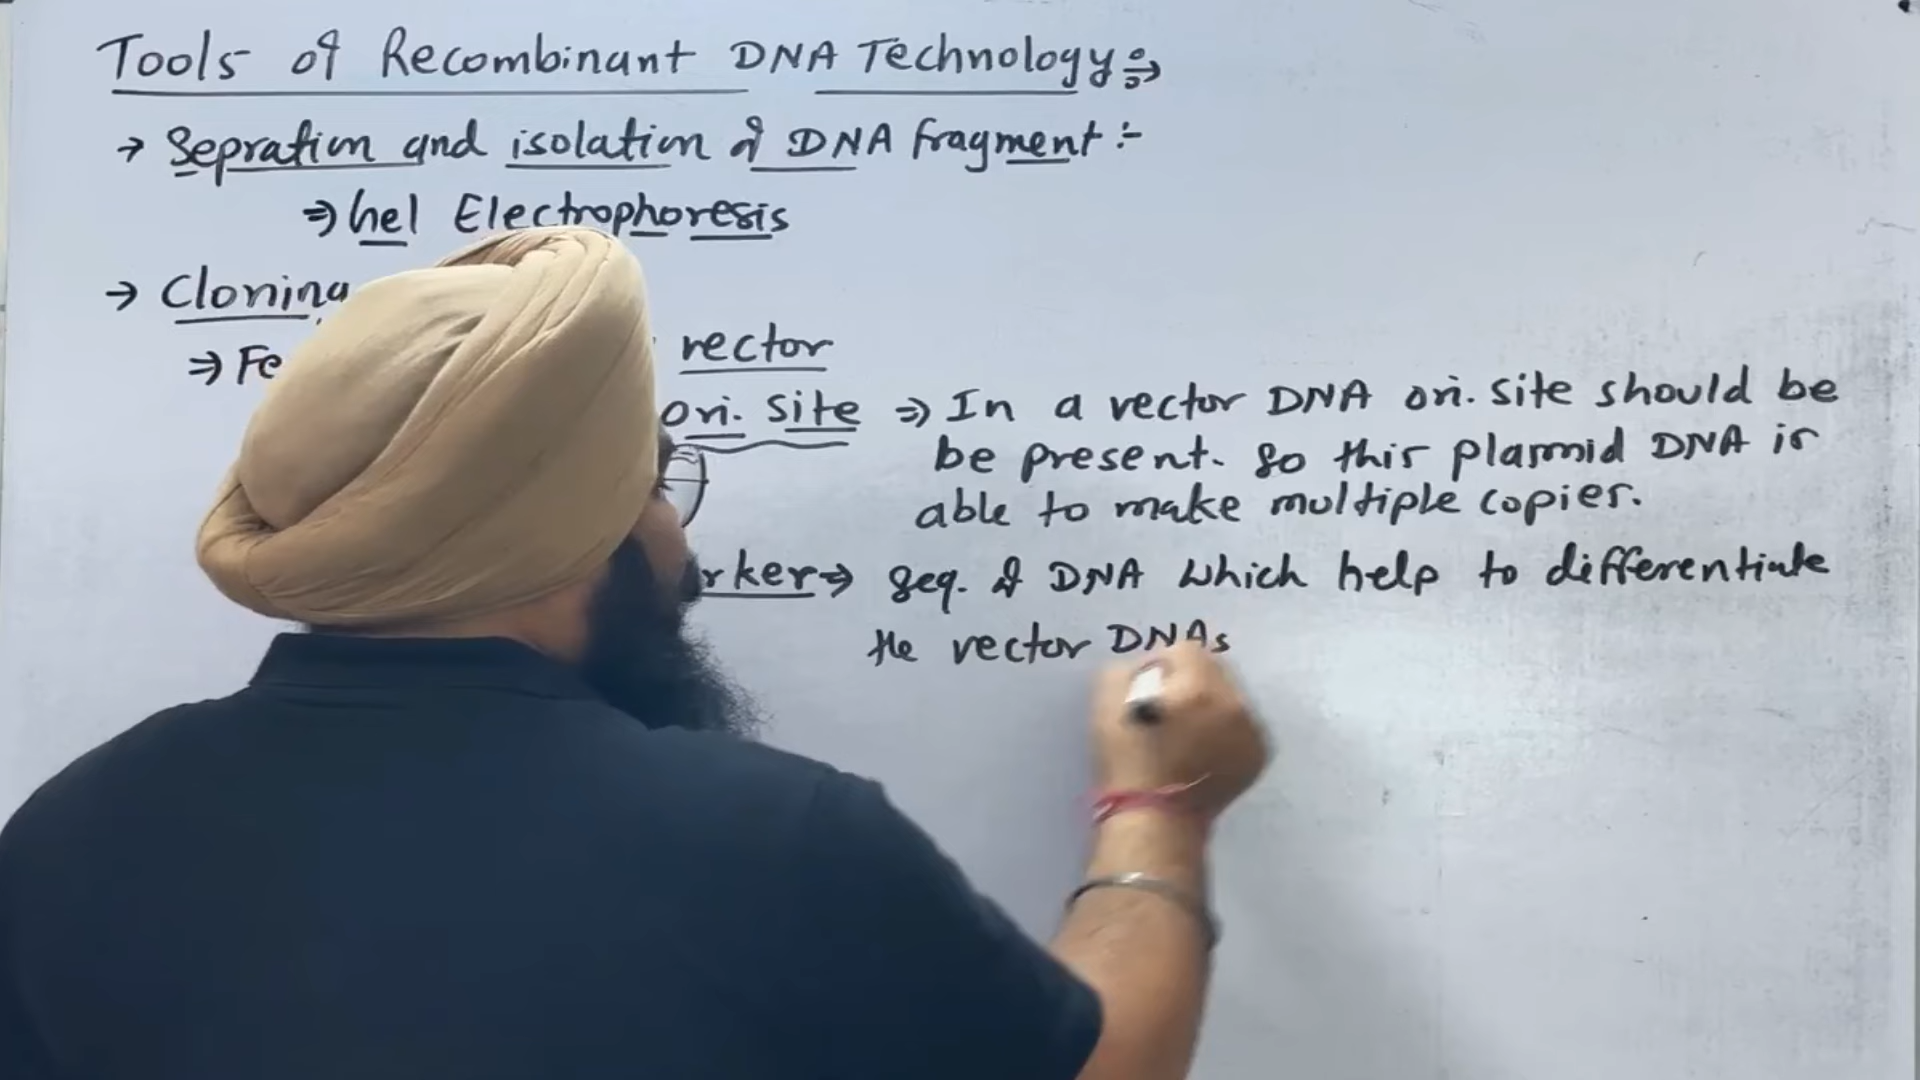 Tools of Recombinant DNA Technology :⇒
→ Sepration and isolation of DNA fragment :-
⇒ Gel Electrophoresis
→ Cloning
⇒ Fe vector
ori. Site ⇒ In a vector DNA ori. site should be
be present. So this plasmid DNA is
able to make multiple copies.
rker ⇒ Seq. of DNA which help to differentiate
the vector DNAs